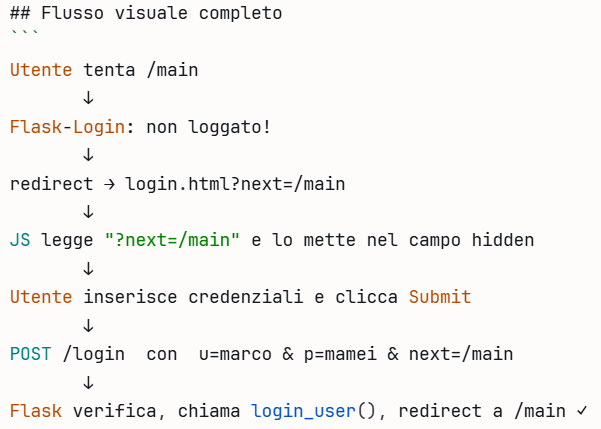 ## Flusso visuale completo
```
Utente tenta /main
↓
Flask-Login: non loggato!
↓
redirect → login.html?next=/main
↓
JS legge "?next=/main" e lo mette nel campo hidden
↓
Utente inserisce credenziali e clicca Submit
↓
POST /login  con  u=marco & p=mamei & next=/main
↓
Flask verifica, chiama login_user(), redirect a /main ✓